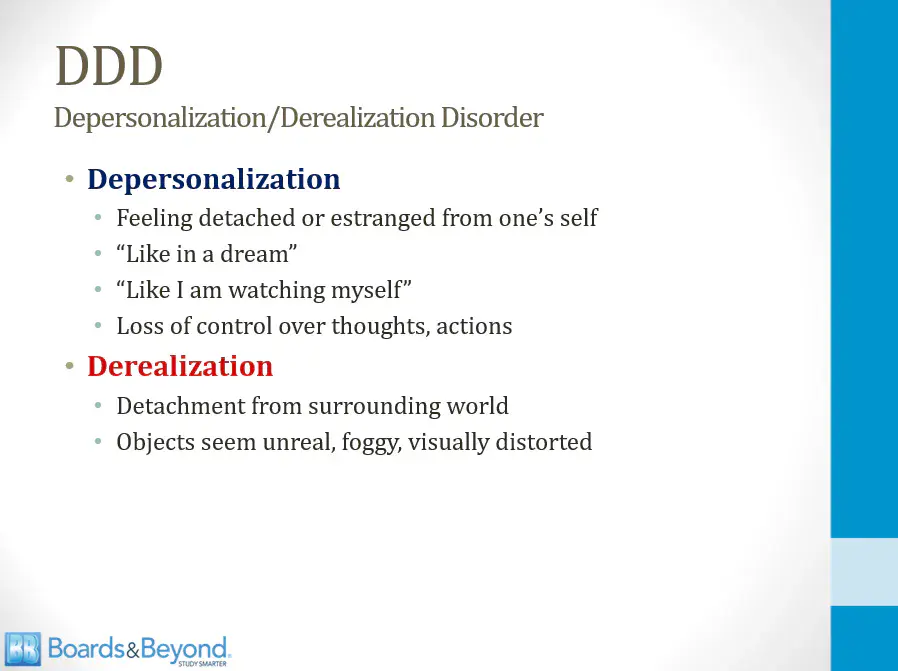 DDD
Depersonalization/Derealization Disorder
• Depersonalization
• Feeling detached or estranged from one’s self
• “Like in a dream”
• “Like I am watching myself”
• Loss of control over thoughts, actions
• Derealization
• Detachment from surrounding world
• Objects seem unreal, foggy, visually distorted
BB Boards&Beyond.
STUDY SMARTER